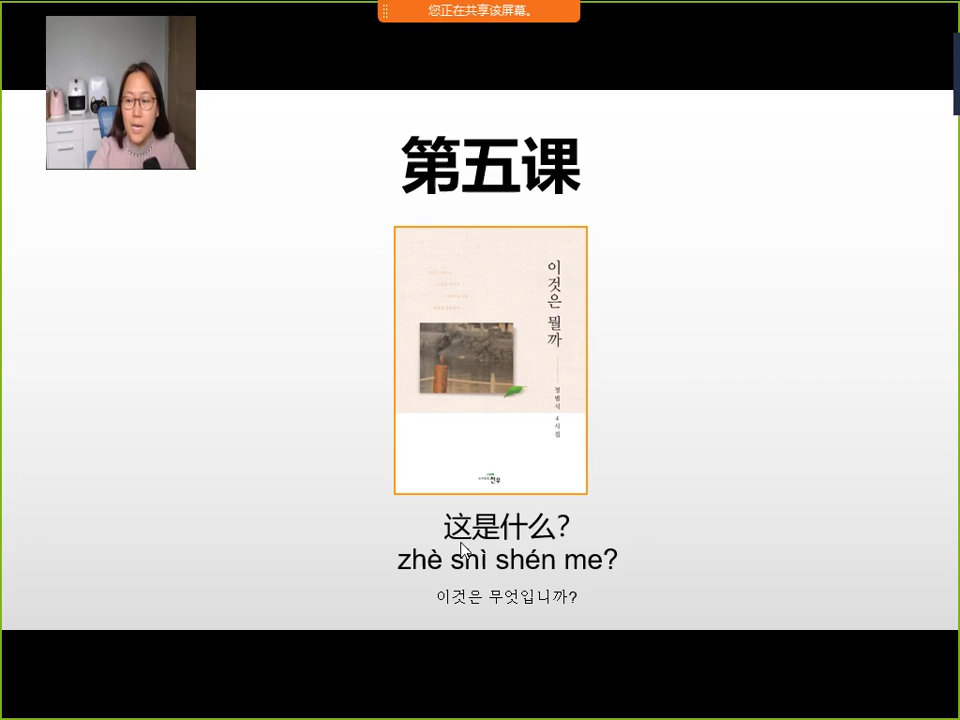 您正在共享该屏幕。
第五课
이것은 뭘까
정범식 4시집
这是什么?
zhè shì shén me?
이것은 무엇입니까?